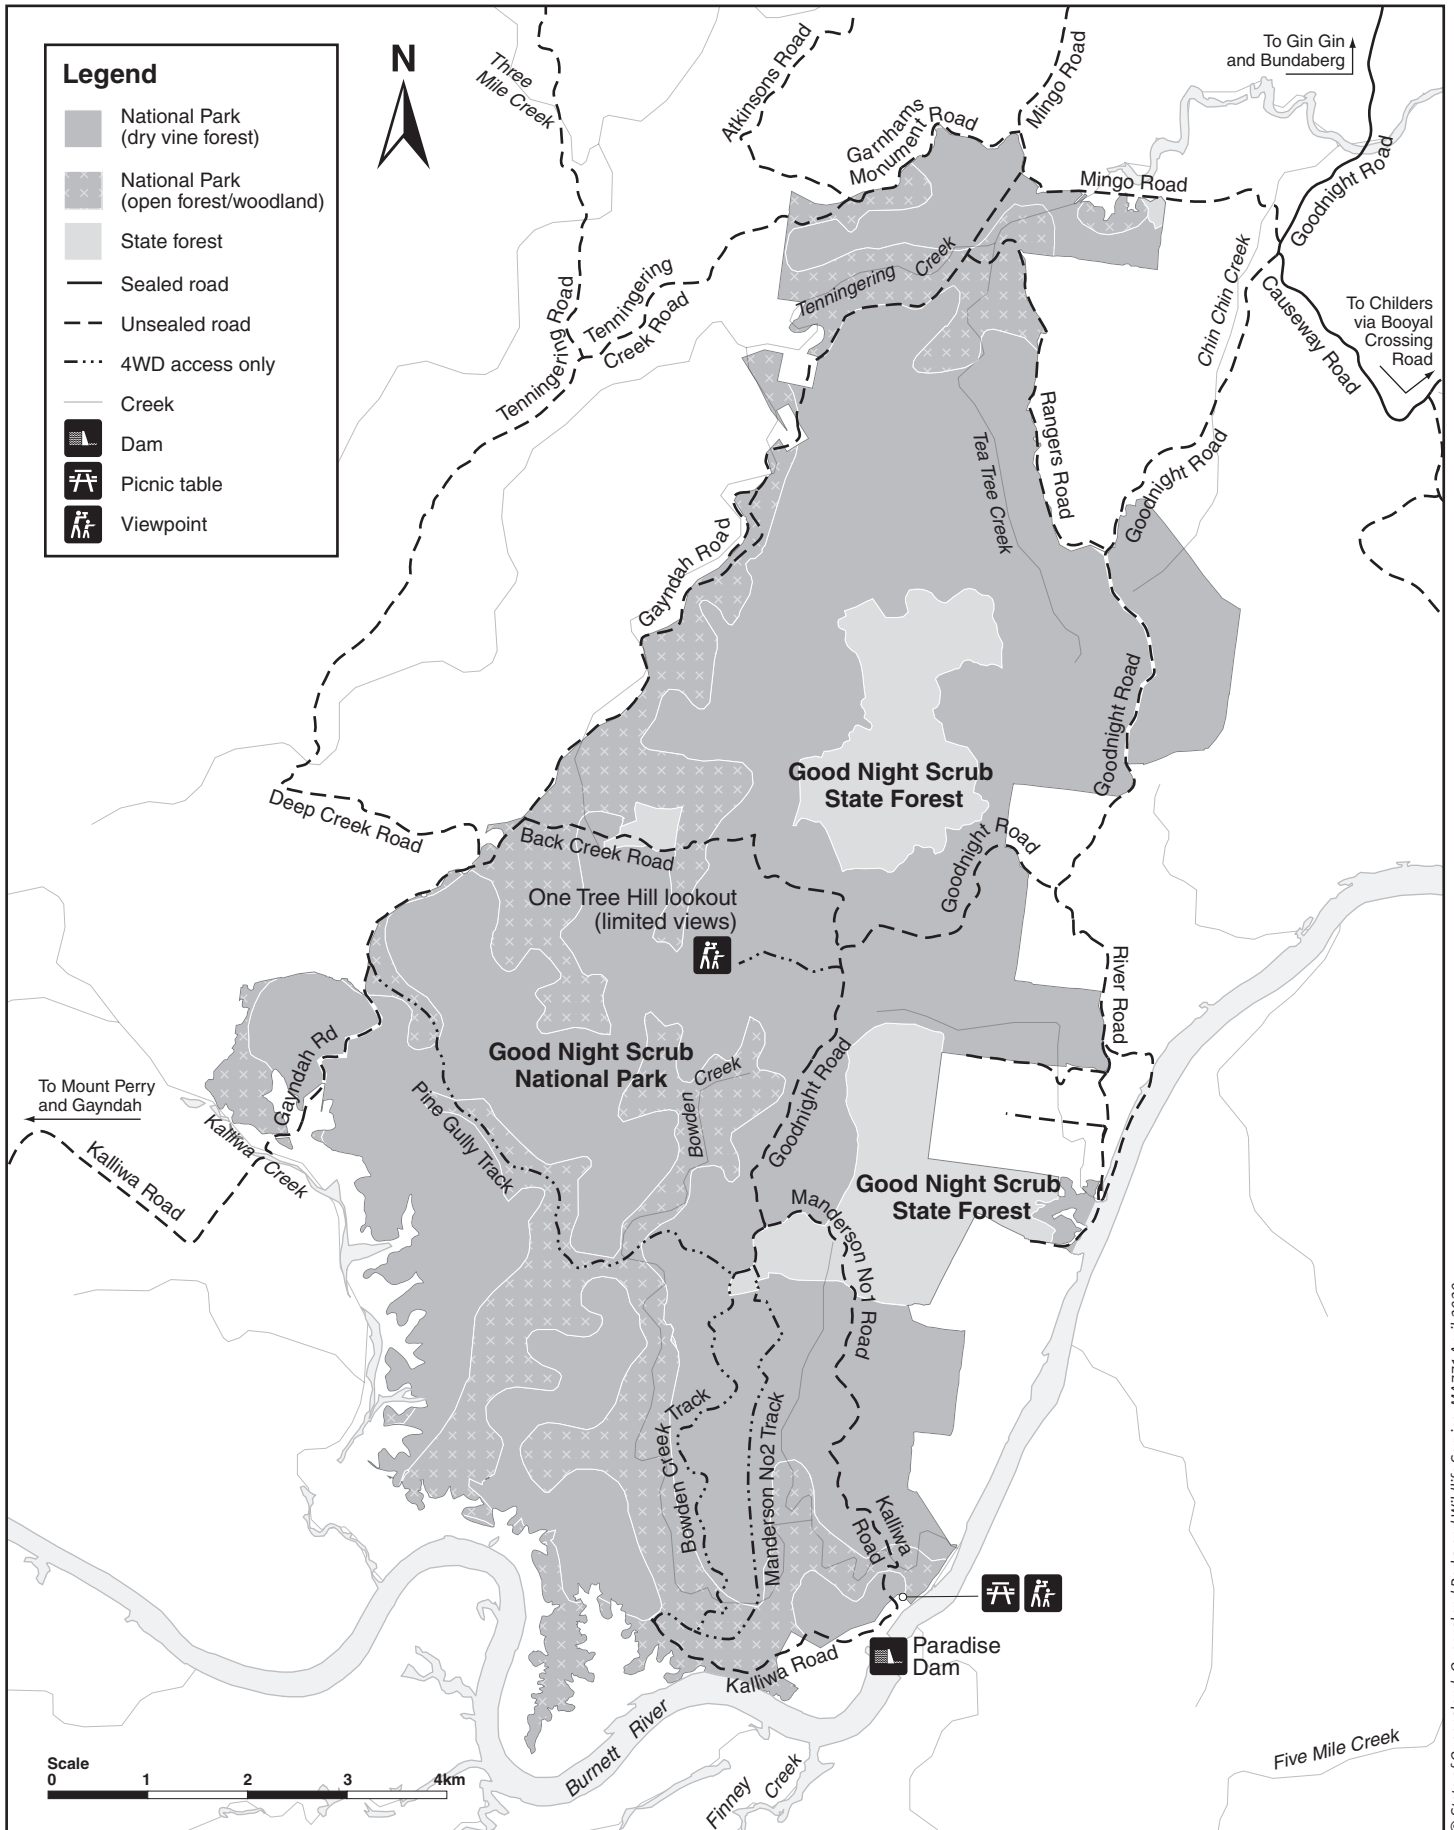 Legend
National Park
(dry vine forest)
National Park
(open forest/woodland)
State forest
Sealed road
Unsealed road
4WD access only
Creek
Dam
Picnic table
Viewpoint
N
Three
Mile Creek
Atkinsons Road
Mingo Road
To Gin Gin
and Bundaberg
Garnhams
Monument Road
Mingo Road
Goodnight Road
Tenningering Road
Tenningering
Creek Road
Tenningering Creek
Chin Chin Creek
Causeway Road
To Childers
via Booyal
Crossing
Road
Rangers Road
Tea Tree Creek
Goodnight Road
Gayndah Road
Goodnight Road
Good Night Scrub
State Forest
Deep Creek Road
Back Creek Road
Goodnight Road
One Tree Hill lookout
(limited views)
River Road
Good Night Scrub
National Park
Gayndah Rd
Bowden Creek
Goodnight Road
To Mount Perry
and Gayndah
Kalliwa Creek
Kalliwa Road
Pine Gully Track
Good Night Scrub
State Forest
Manderson No1 Road
Bowden Creek Track
Manderson No2 Track
Kalliwa
Road
Paradise
Dam
Kalliwa Road
Burnett River
Finney Creek
Five Mile Creek
Scale
0 1 2 3 4km